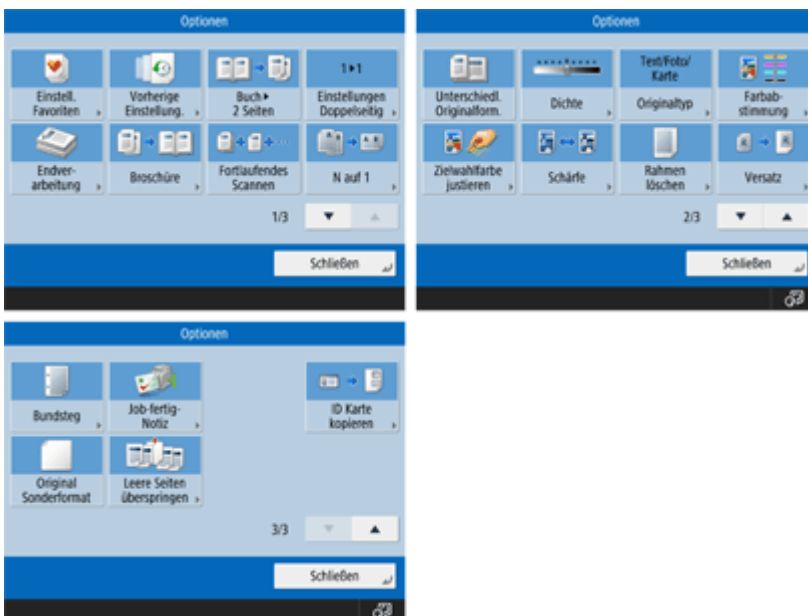 Optionen
Einstell.
Favoriten
Vorherige
Einstellung.
Buch▸
2 Seiten
1▸1
Einstellungen
Doppelseitig
Endver-
arbeitung
Broschüre
Fortlaufendes
Scannen
N auf 1
1/3
Schließen
Optionen
Unterschiedl.
Originalform.
Dichte
Text/Foto/
Karte
Originaltyp
Farbab-
stimmung
Zielwahlfarbe
justieren
Schärfe
Rahmen
löschen
Versatz
2/3
Schließen
Optionen
Bundsteg
Job-fertig-
Notiz
ID Karte
kopieren
Original
Sonderformat
Leere Seiten
überspringen
3/3
Schließen